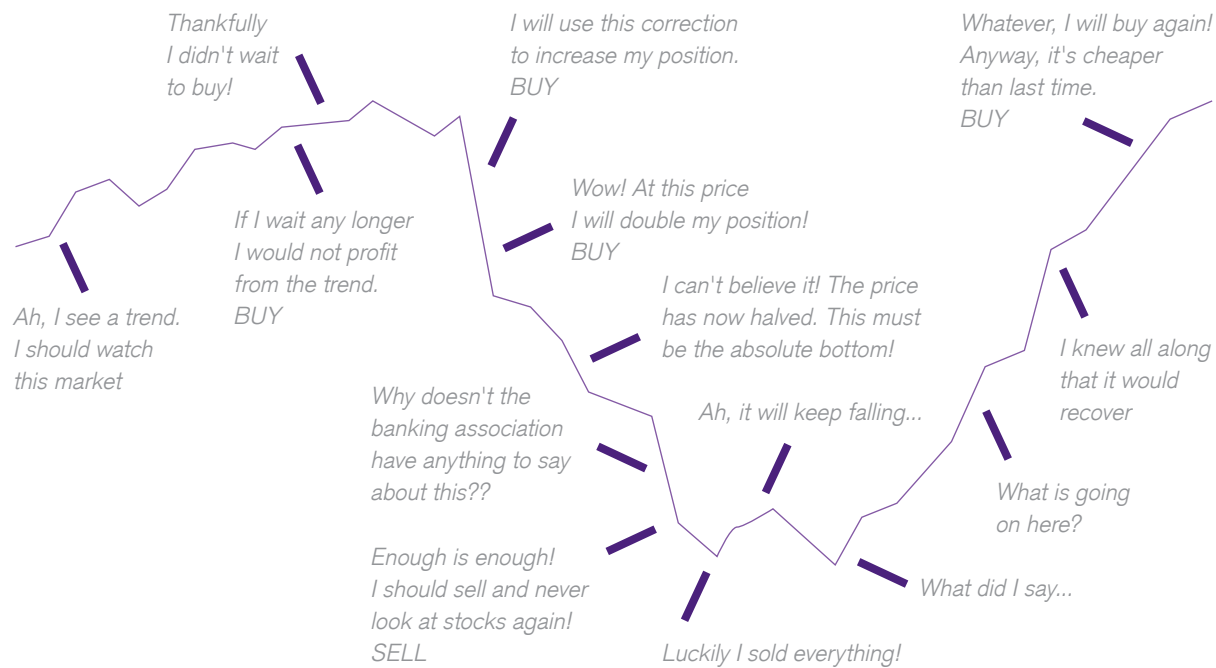 Ah, I see a trend.
I should watch
this market
Thankfully
I didn't wait
to buy!
If I wait any longer
I would not profit
from the trend.
BUY
I will use this correction
to increase my position.
BUY
Wow! At this price
I will double my position!
BUY
I can't believe it! The price
has now halved. This must
be the absolute bottom!
Why doesn't the
banking association
have anything to say
about this??
Enough is enough!
I should sell and never
look at stocks again!
SELL
Luckily I sold everything!
Ah, it will keep falling...
What did I say...
What is going
on here?
I knew all along
that it would
recover
Whatever, I will buy again!
Anyway, it's cheaper
than last time.
BUY